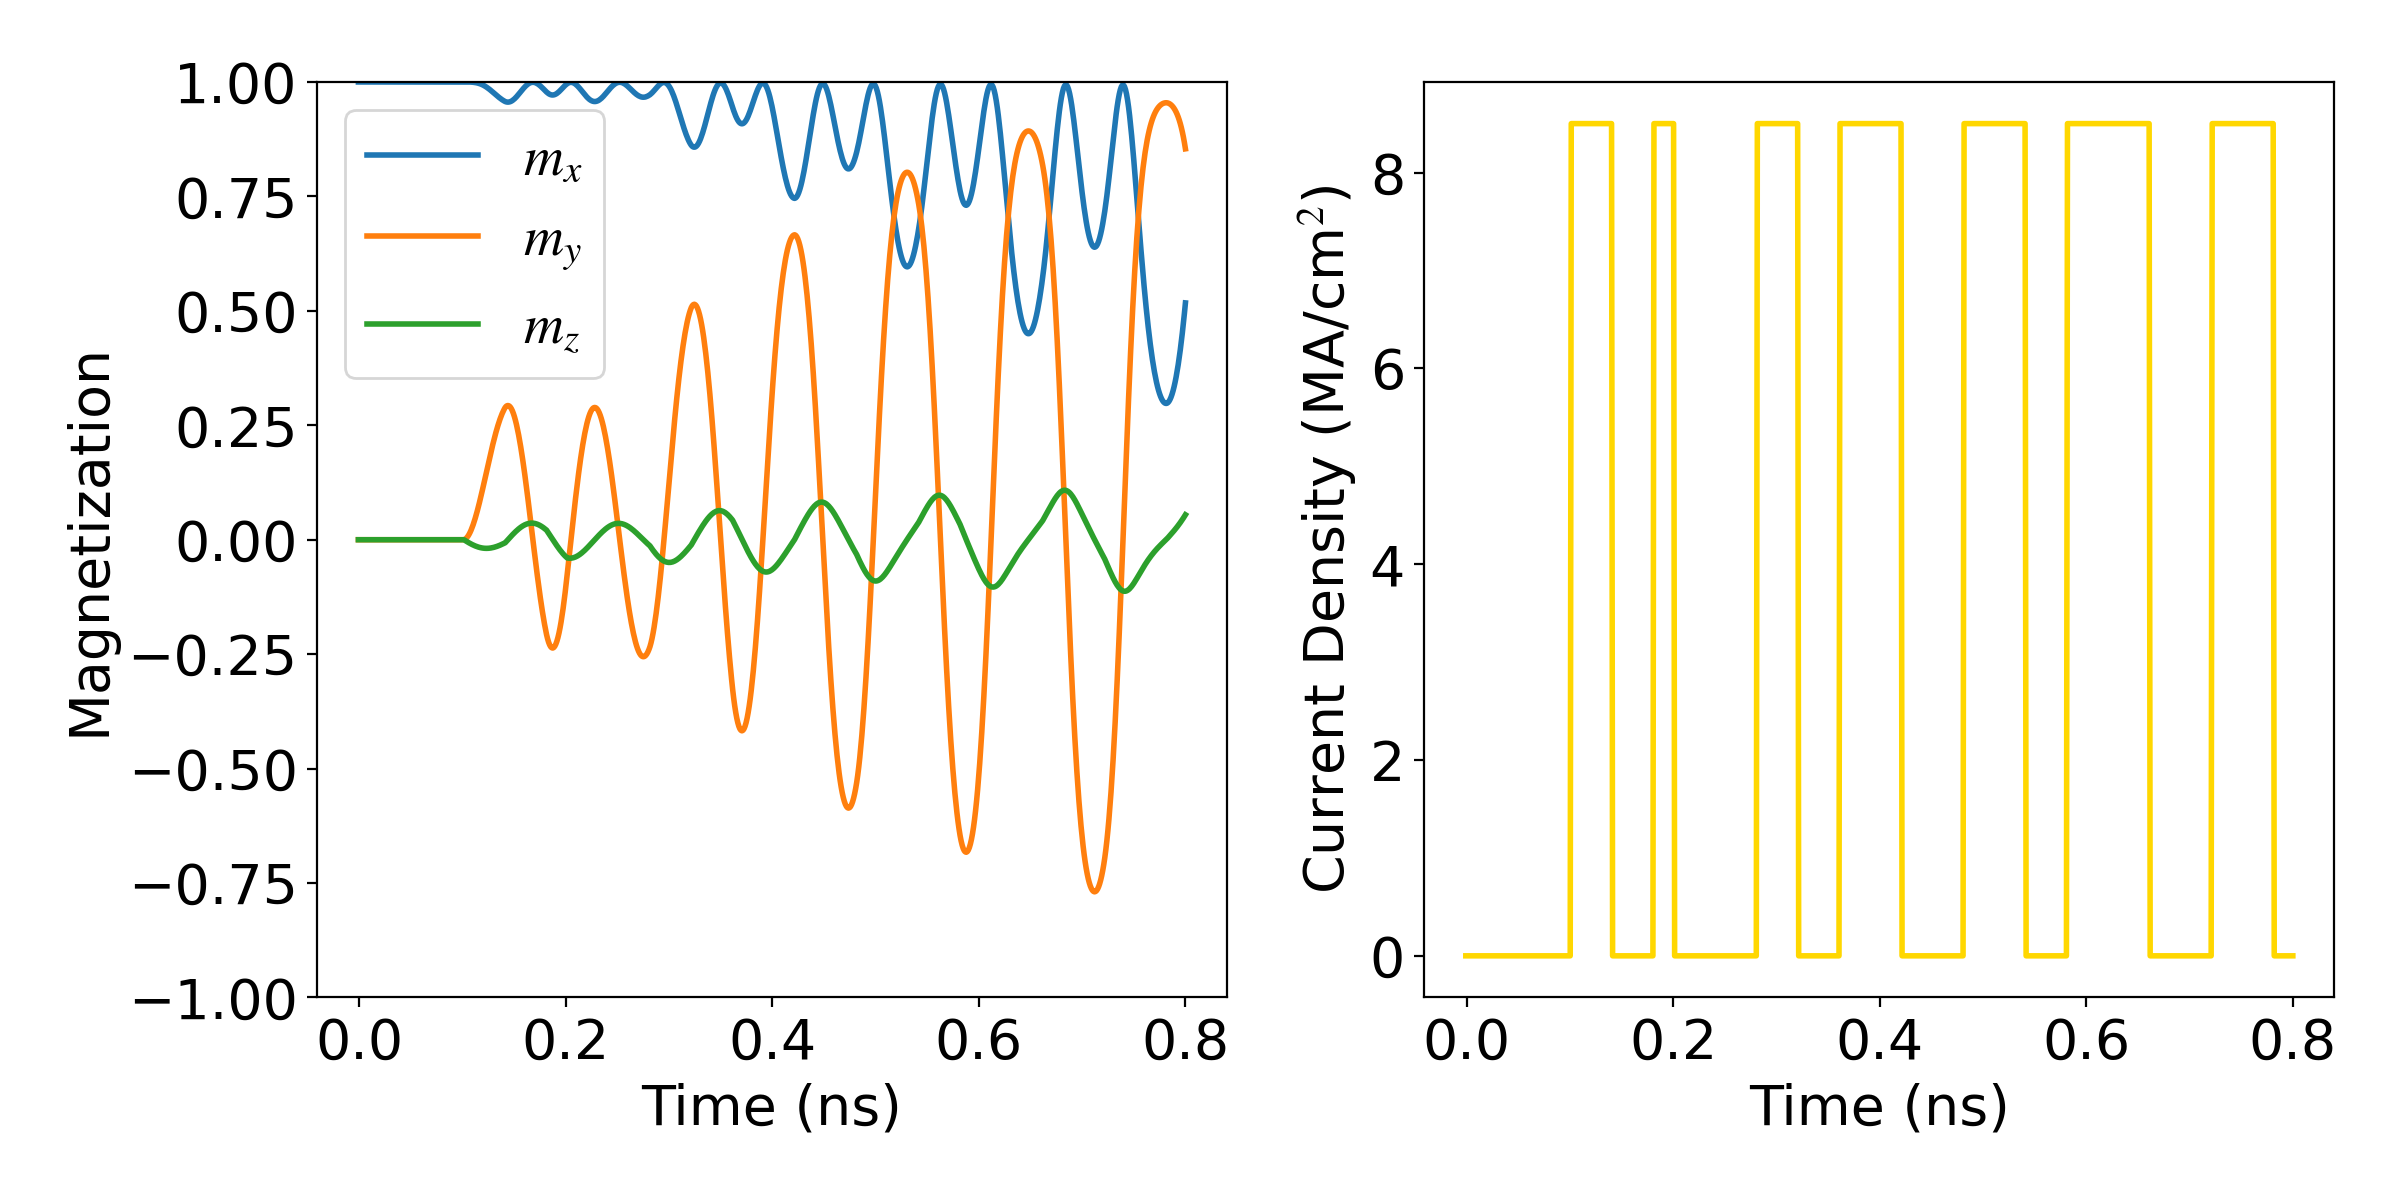 1.00
0.75
0.50
0.25
0.00
−0.25
−0.50
−0.75
−1.00
Magnetization
m_x
m_y
m_z
0.0 0.2 0.4 0.6 0.8
Time (ns)
8
6
4
2
0
Current Density (MA/cm²)
0.0 0.2 0.4 0.6 0.8
Time (ns)